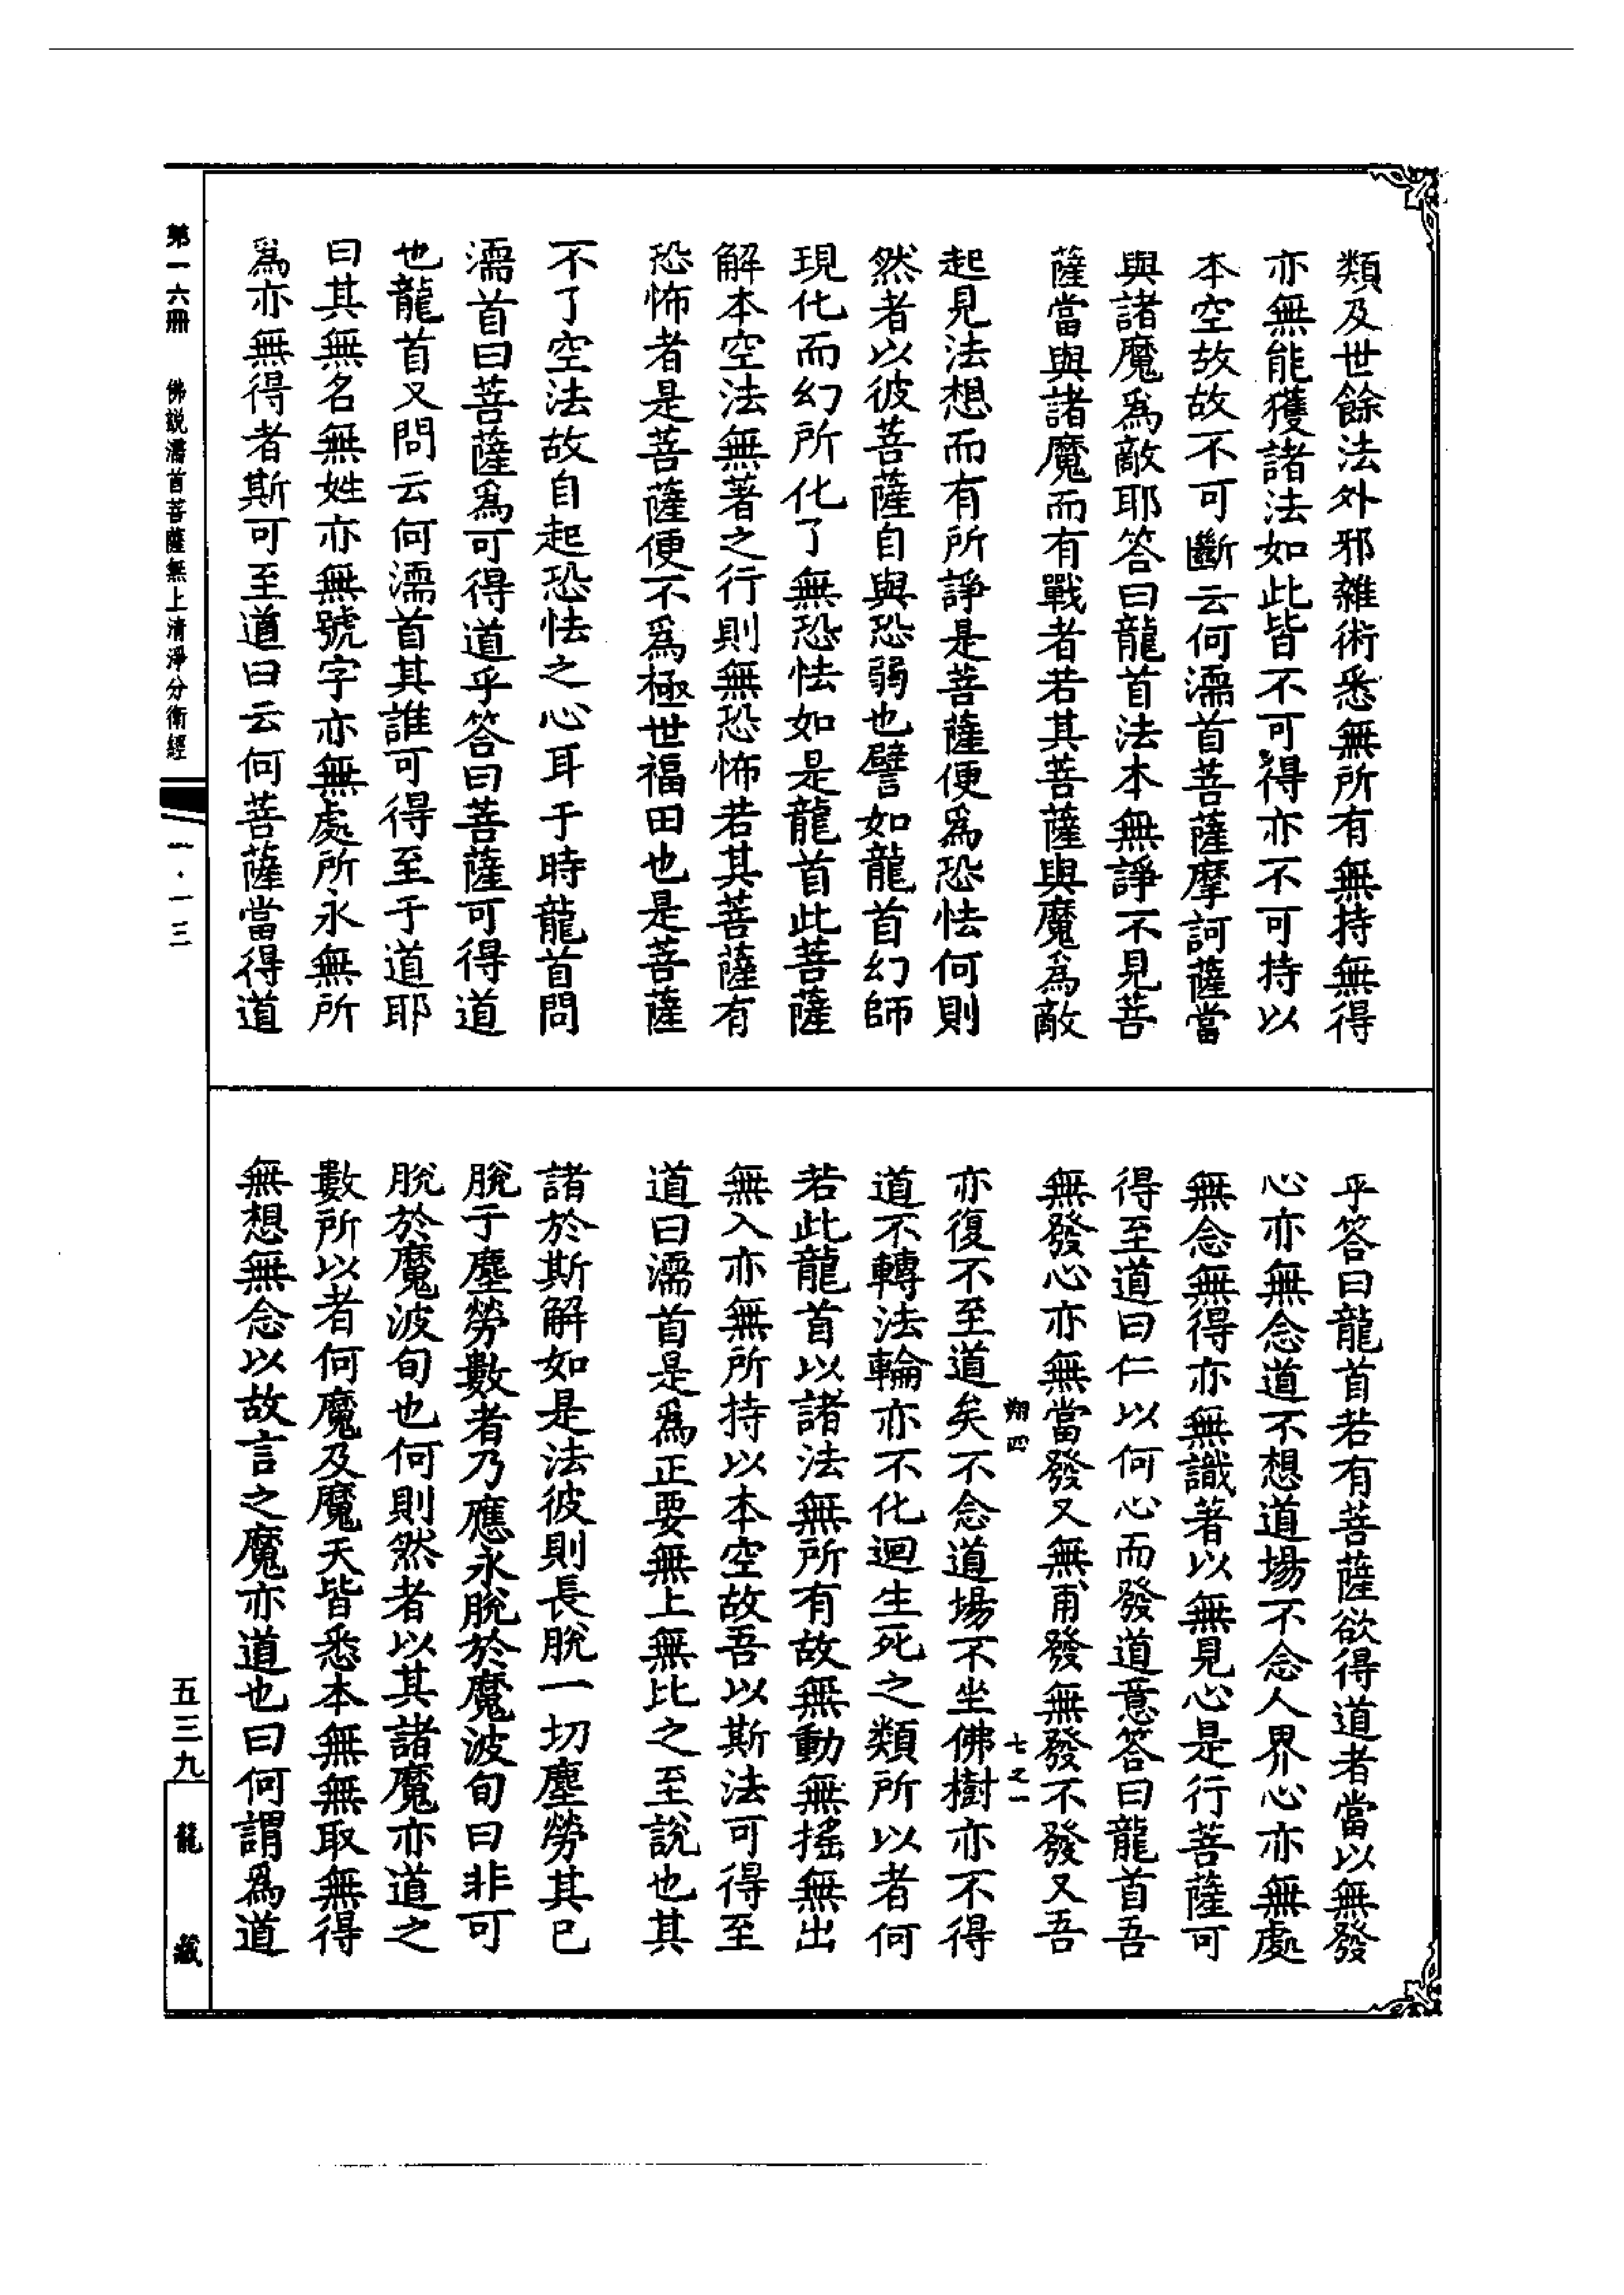 類及世餘法外邪雜術悉無所有無持無得
亦無能獲諸法如此皆不可得亦不可持以
本空故故不可斷云何濡首菩薩摩訶薩當
與諸魔爲敵耶答曰龍首法本無諍不見菩
薩當與諸魔而有戰者若其菩薩與魔爲敵
起見法想而有所諍是菩薩便爲恐怯何則
然者以彼菩薩自與恐弱也譬如龍首幻師
現化而幻所化了無恐怯如是龍首此菩薩
解本空法無著之行則無恐怖若其菩薩有
恐怖者是菩薩便不爲極世福田也是菩薩
不了空法故自起恐怯之心耳于時龍首問
濡首曰菩薩爲可得道乎答曰菩薩可得道
也龍首又問云何濡首其誰可得至于道耶
曰其無名無姓亦無號字亦無處所永無所
爲亦無得者斯可至道曰云何菩薩當得道
乎答曰龍首若有菩薩欲得道者當以無發
心亦無念道不想道場不念人界心亦無處
無念無得亦無識著以無見心是行菩薩可
得至道曰仁以何心而發道意答曰龍首吾
無發心亦無當發又無甫發無發不發又吾
翔四 七之一
亦復不至道矣不念道場不坐佛樹亦不得
道不轉法輪亦不化迴生死之類所以者何
若此龍首以諸法無所有故無動無搖無出
無入亦無所持以本空故吾以斯法可得至
道曰濡首是爲正要無上無比之至說也其
諸於斯解如是法彼則長脫一切塵勞其已
脫于塵勞數者乃應永脫於魔波旬曰非可
脫於魔波旬也何則然者以其諸魔亦道之
數所以者何魔及魔天皆悉本無無取無得
無想無念以故言之魔亦道也曰何謂爲道
第一六冊 佛説濡首菩薩無上清淨分衛經 一·一三
五三九 龍藏